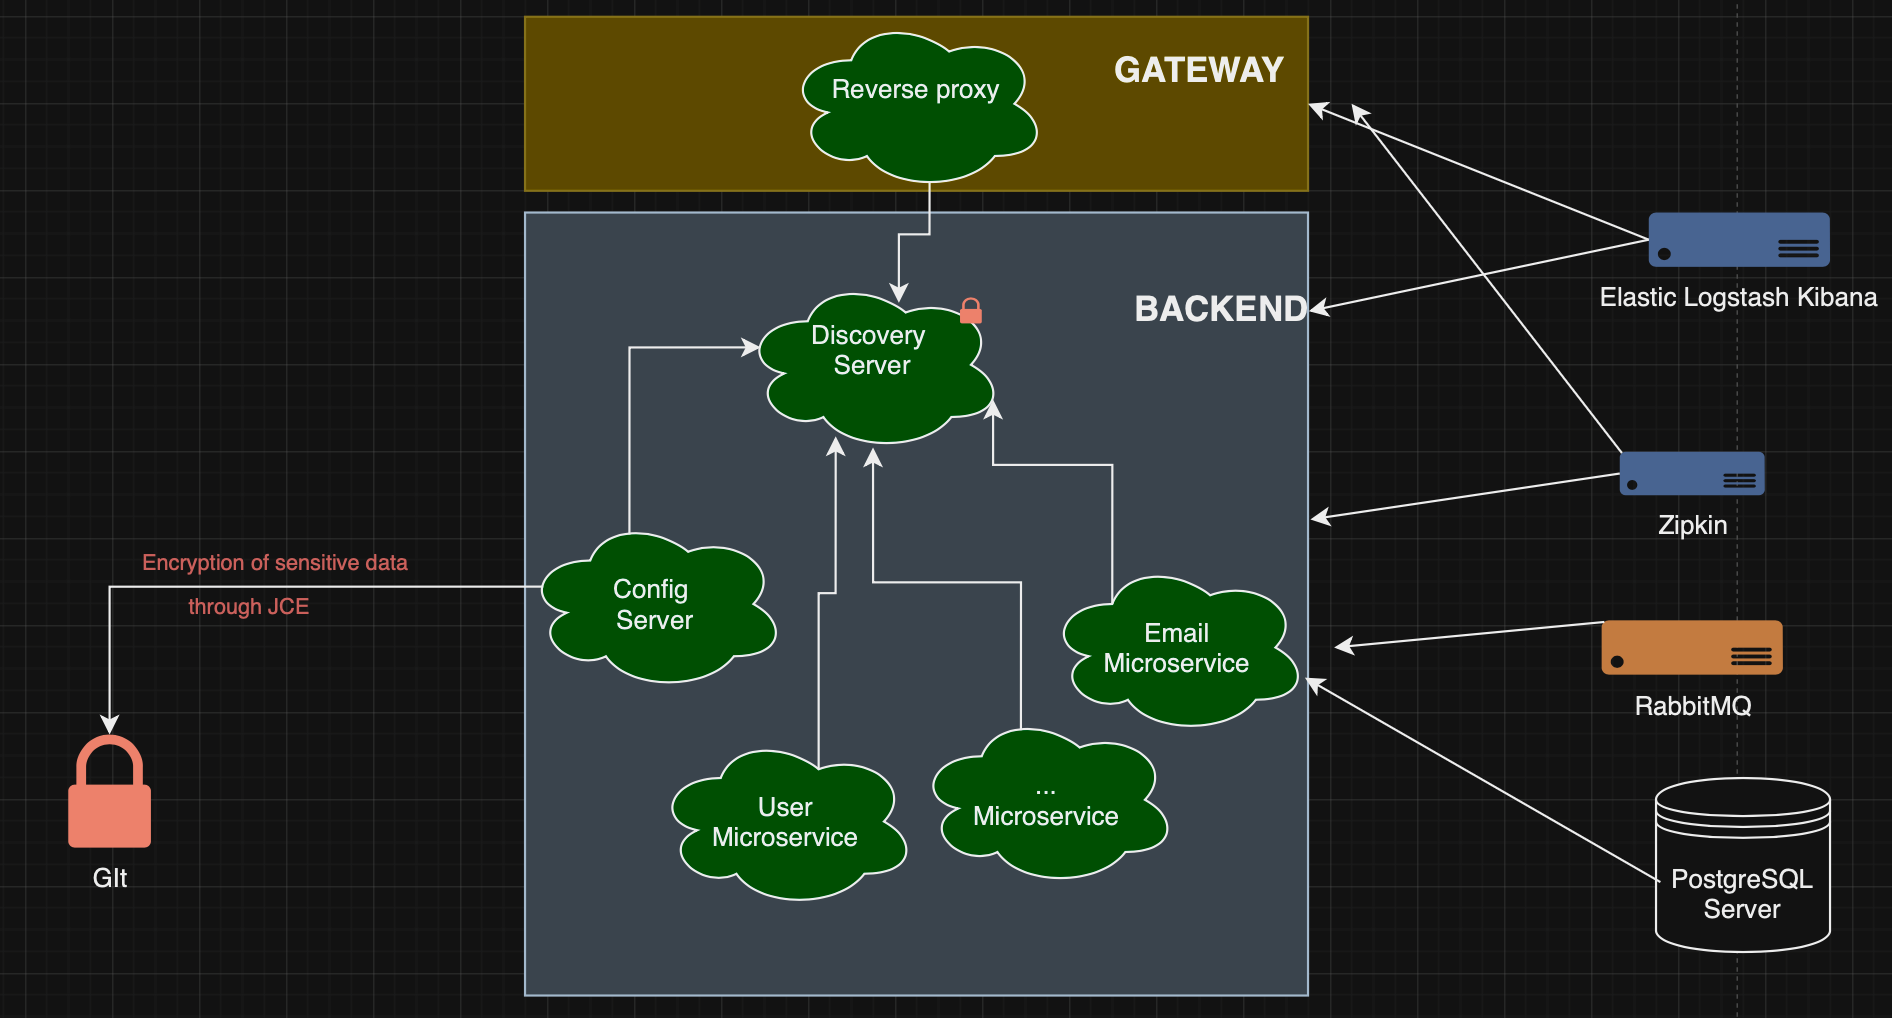 GATEWAY
Reverse proxy
BACKEND
Discovery
Server
Elastic Logstash Kibana
Zipkin
Encryption of sensitive data
through JCE
Config
Server
Email
Microservice
RabbitMQ
User
Microservice
...
Microservice
GIt
PostgreSQL
Server